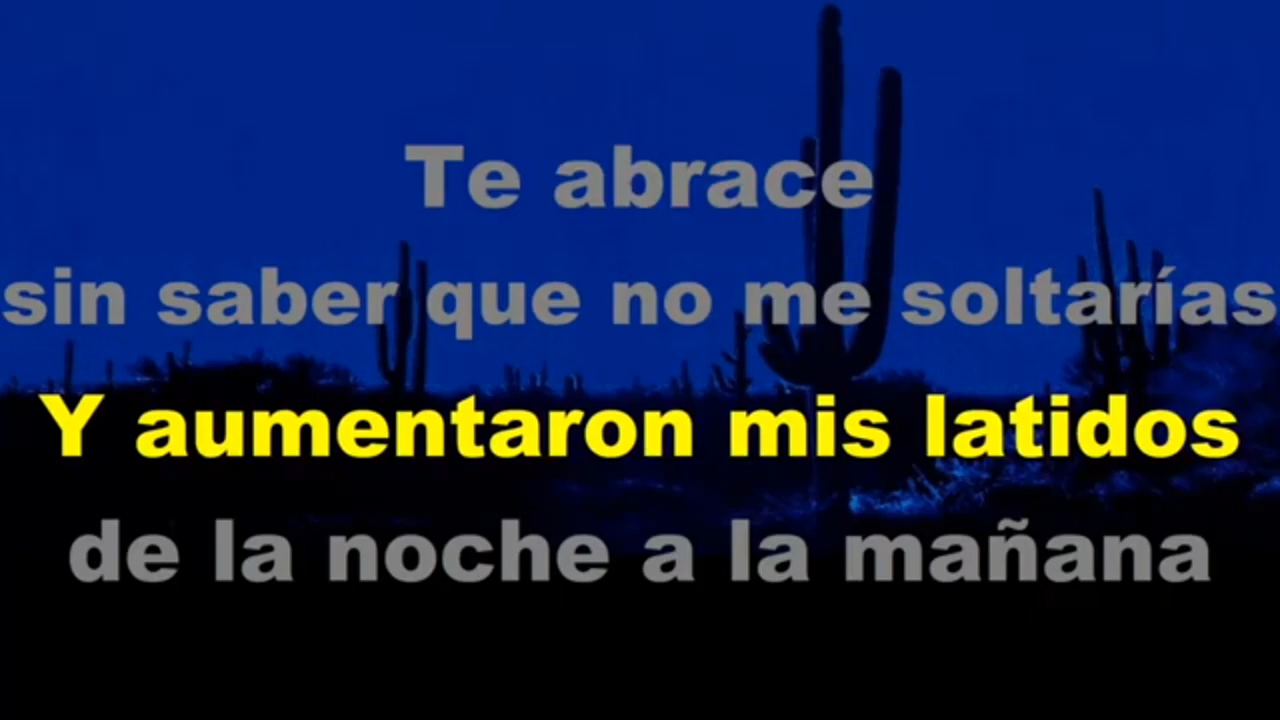 Te abrace
sin saber que no me soltarías
Y aumentaron mis latidos
de la noche a la mañana